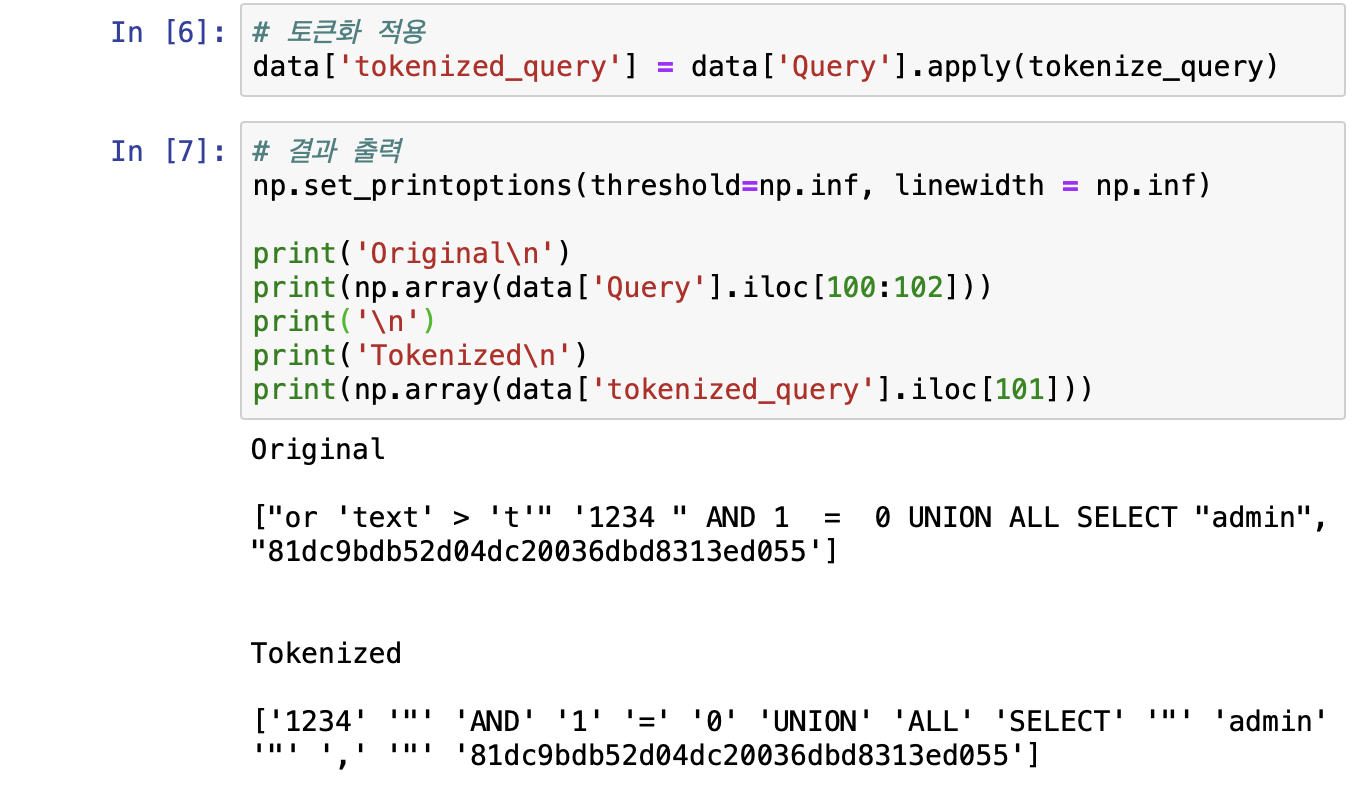 In [6]: # 토큰화 적용
data['tokenized_query'] = data['Query'].apply(tokenize_query)
In [7]: # 결과 출력
np.set_printoptions(threshold=np.inf, linewidth = np.inf)
print('Original\n')
print(np.array(data['Query'].iloc[100:102]))
print('\n')
print('Tokenized\n')
print(np.array(data['tokenized_query'].iloc[101]))
Original
["or 'text' > 't'" '1234 " AND 1  =  0 UNION ALL SELECT "admin",
"81dc9bdb52d04dc20036dbd8313ed055']
Tokenized
['1234' '"' 'AND' '1' '=' '0' 'UNION' 'ALL' 'SELECT' '"' 'admin'
'"' ',' '"' '81dc9bdb52d04dc20036dbd8313ed055']